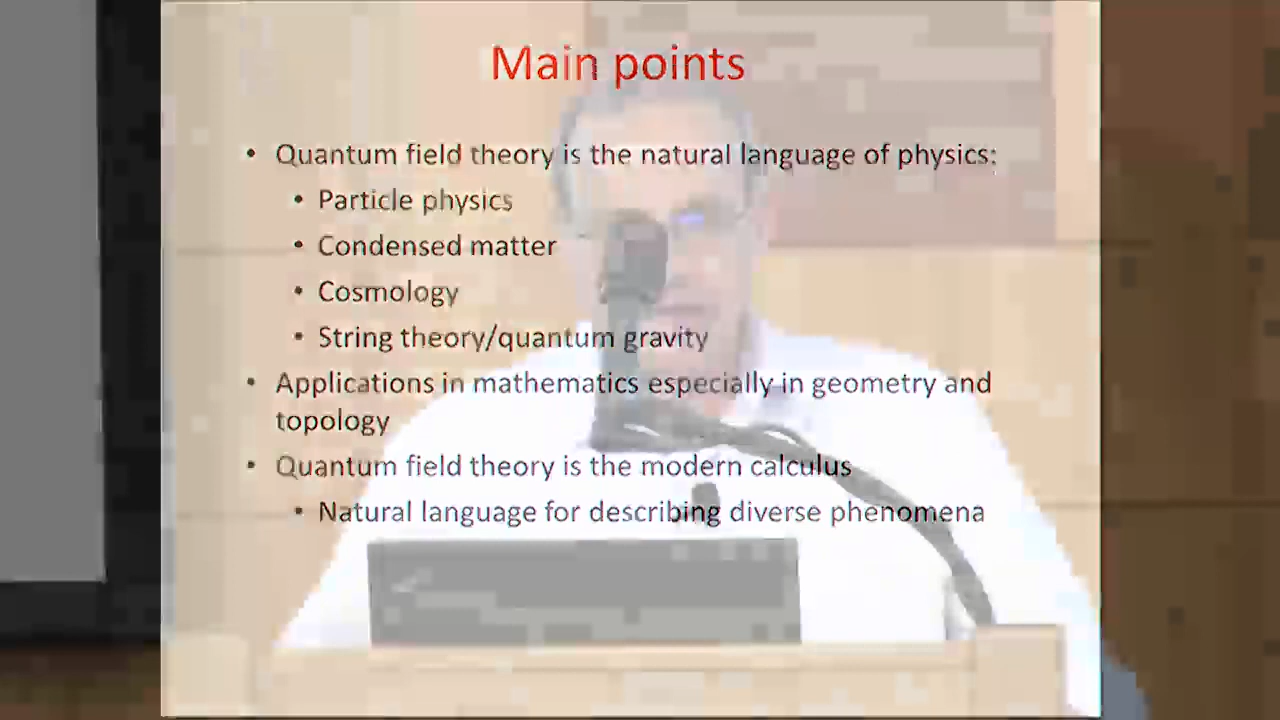 Main points
• Quantum field theory is the natural language of physics:
• Particle physics
• Condensed matter
• Cosmology
• String theory/quantum gravity
• Applications in mathematics especially in geometry and
topology
• Quantum field theory is the modern calculus
• Natural language for describing diverse phenomena